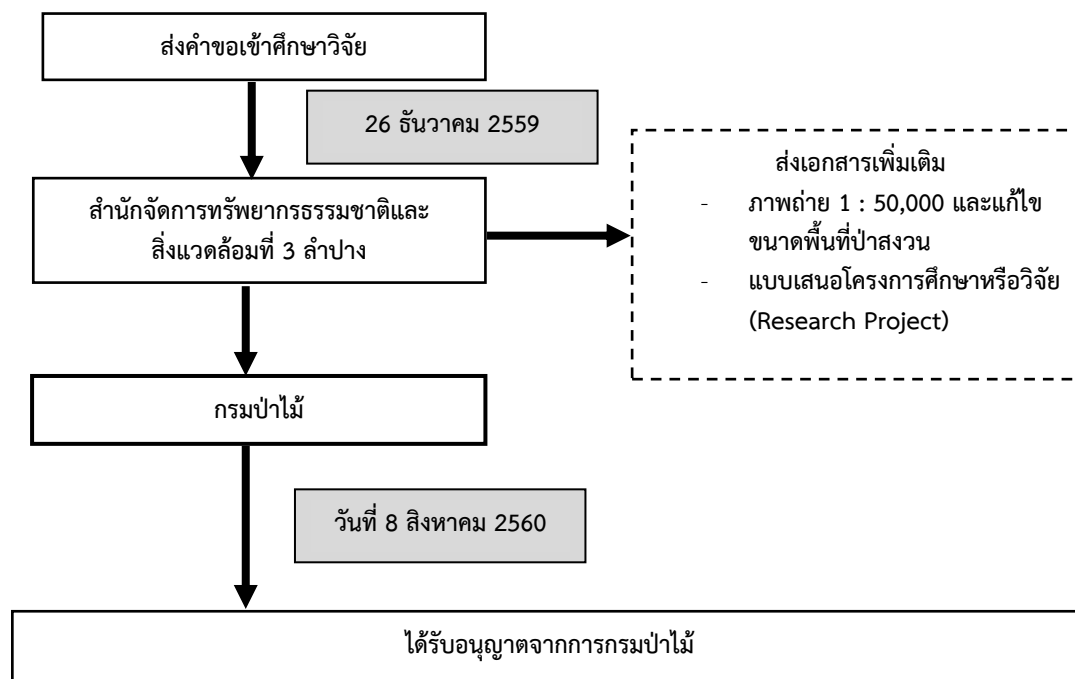 ส่งคำขอเข้าศึกษาวิจัย
26 ธันวาคม 2559
สำนักจัดการทรัพยากรธรรมชาติและ
สิ่งแวดล้อมที่ 3 ลำปาง
ส่งเอกสารเพิ่มเติม
- ภาพถ่าย 1 : 50,000 และแก้ไข
ขนาดพื้นที่ป่าสงวน
- แบบเสนอโครงการศึกษาหรือวิจัย
(Research Project)
กรมป่าไม้
วันที่ 8 สิงหาคม 2560
ได้รับอนุญาตจากการกรมป่าไม้